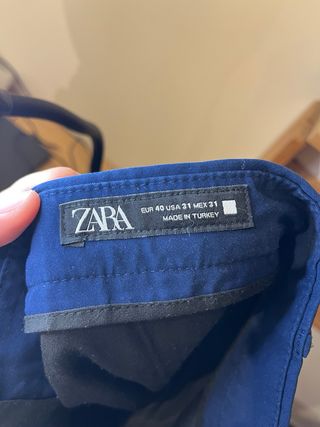 ZARA
EUR 40 USA 31 MEX 31
MADE IN TURKEY